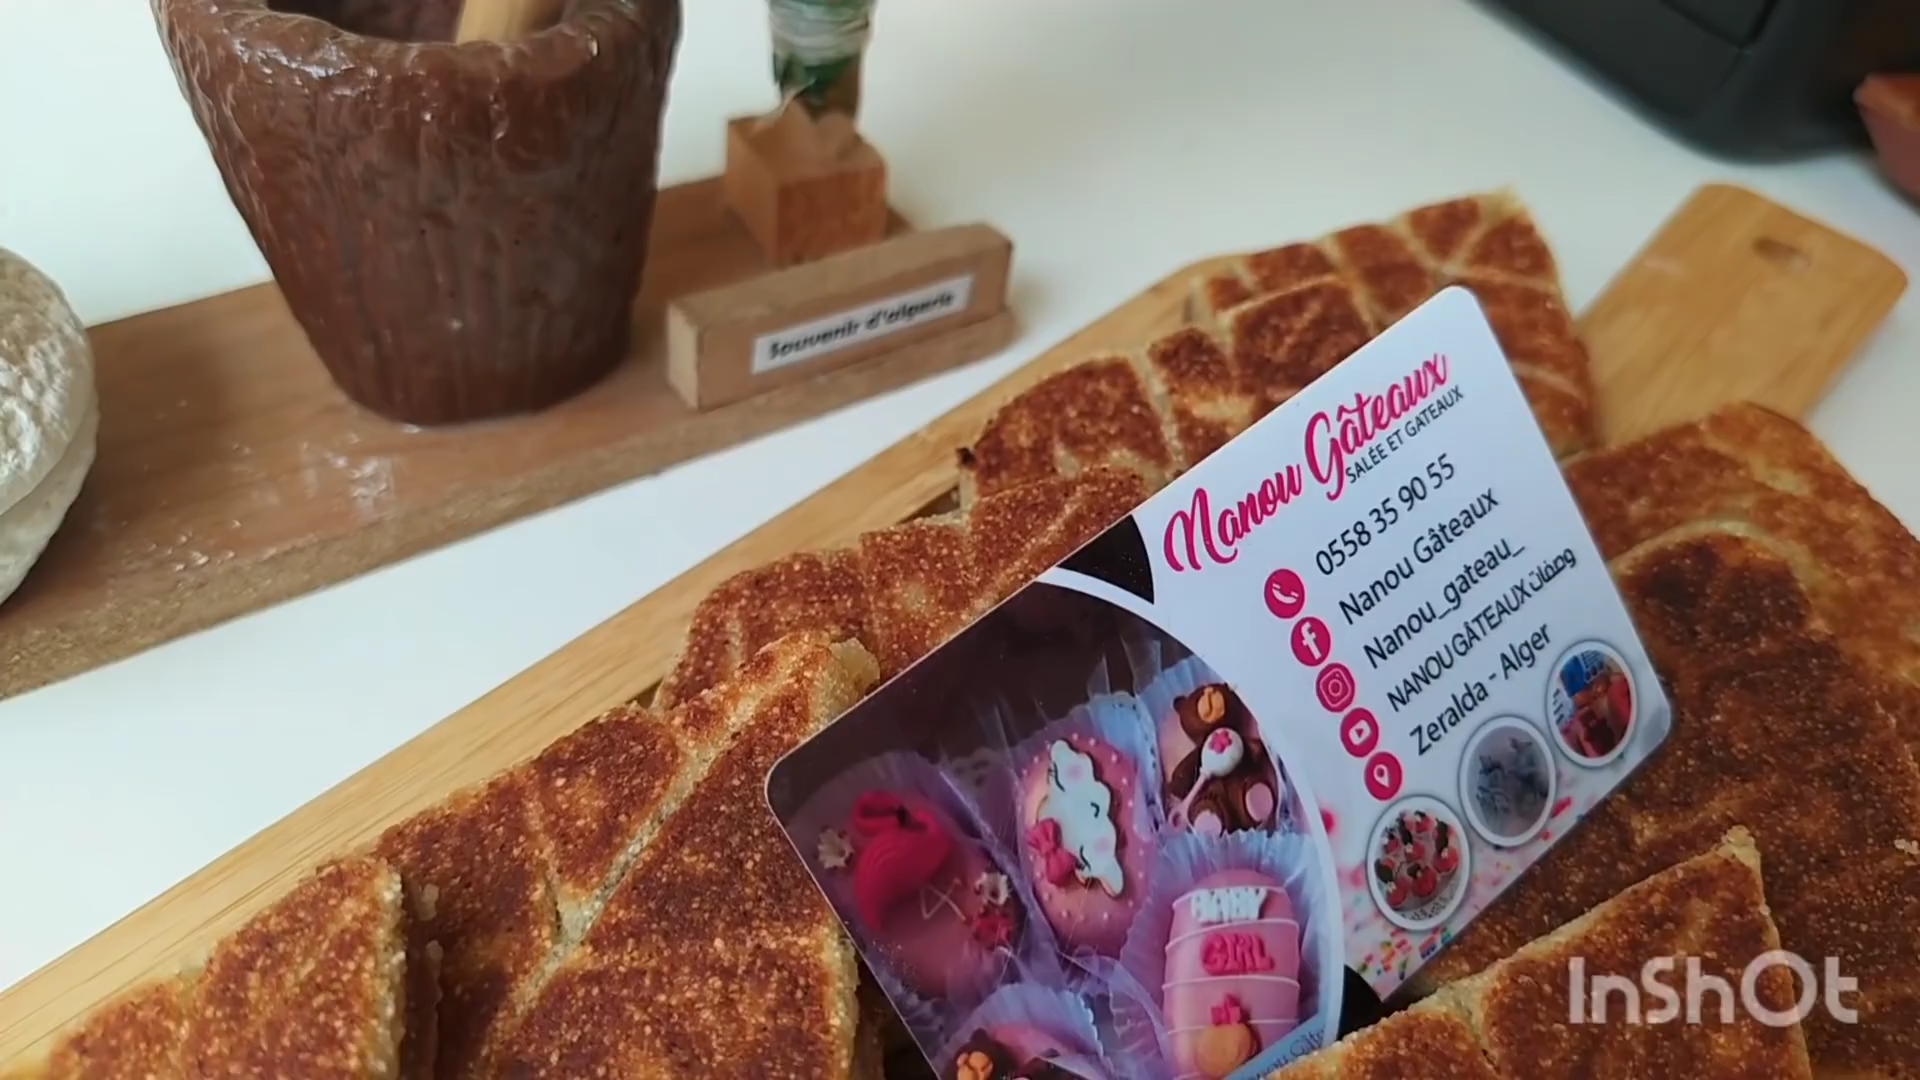 Souvenir d'algerie
Nanou Gâteaux
SALÉE ET GATEAUX
0558 35 90 55
Nanou Gâteaux
Nanou_gateau_
NANOU GÂTEAUX وصفات
Zeralda - Alger
BABY
GIRL
InShOt